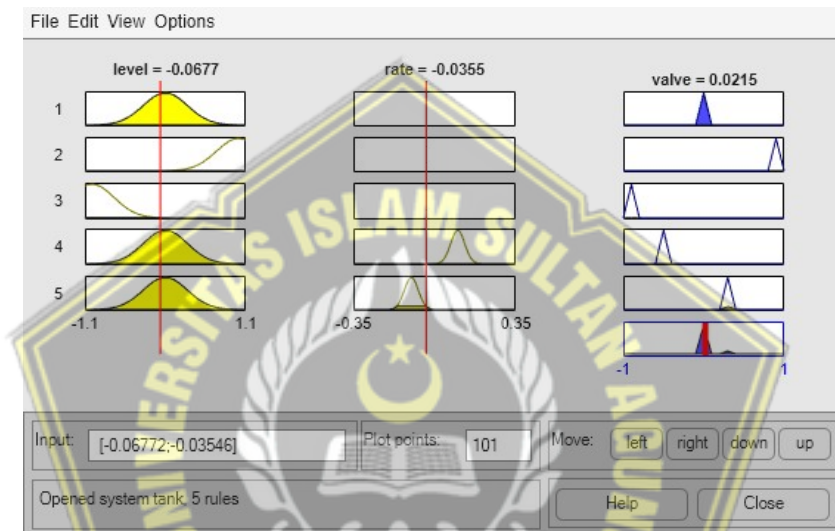 File Edit View Options
level = -0.0677
rate = -0.0355
valve = 0.0215
1
2
3
4
5
-1.1 1.1
-0.35 0.35
-1 1
Input: [-0.06772;-0.03546] Plot points: 101 Move: left right down up
Opened system tank, 5 rules Help Close
UNIVERSITAS ISLAM SULTAN AGUNG